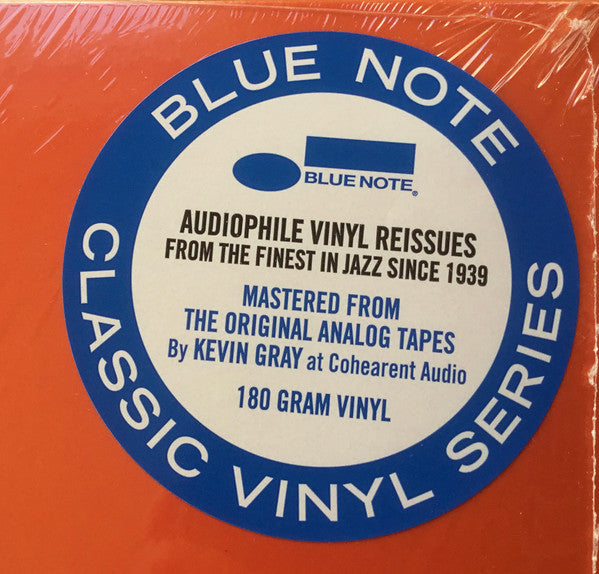 BLUE NOTE
BLUE NOTE®
AUDIOPHILE VINYL REISSUES
FROM THE FINEST IN JAZZ SINCE 1939
MASTERED FROM
THE ORIGINAL ANALOG TAPES
By KEVIN GRAY at Cohearent Audio
180 GRAM VINYL
CLASSIC VINYL SERIES